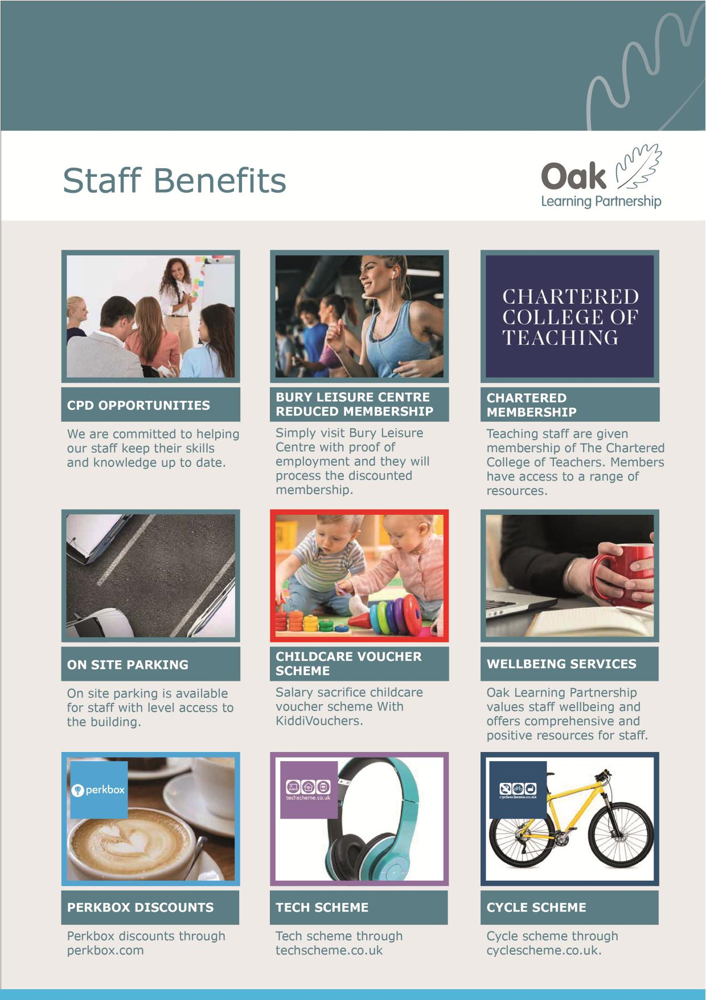 Staff Benefits
Oak
Learning Partnership
CHARTERED
COLLEGE OF
TEACHING
CPD OPPORTUNITIES
We are committed to helping
our staff keep their skills
and knowledge up to date.
BURY LEISURE CENTRE
REDUCED MEMBERSHIP
Simply visit Bury Leisure
Centre with proof of
employment and they will
process the discounted
membership.
CHARTERED
MEMBERSHIP
Teaching staff are given
membership of The Chartered
College of Teachers. Members
have access to a range of
resources.
ON SITE PARKING
On site parking is available
for staff with level access to
the building.
CHILDCARE VOUCHER
SCHEME
Salary sacrifice childcare
voucher scheme With
KiddiVouchers.
WELLBEING SERVICES
Oak Learning Partnership
values staff wellbeing and
offers comprehensive and
positive resources for staff.
perkbox
PERKBOX DISCOUNTS
Perkbox discounts through
perkbox.com
techscheme.co.uk
TECH SCHEME
Tech scheme through
techscheme.co.uk
cyclescheme.co.uk
CYCLE SCHEME
Cycle scheme through
cyclescheme.co.uk.